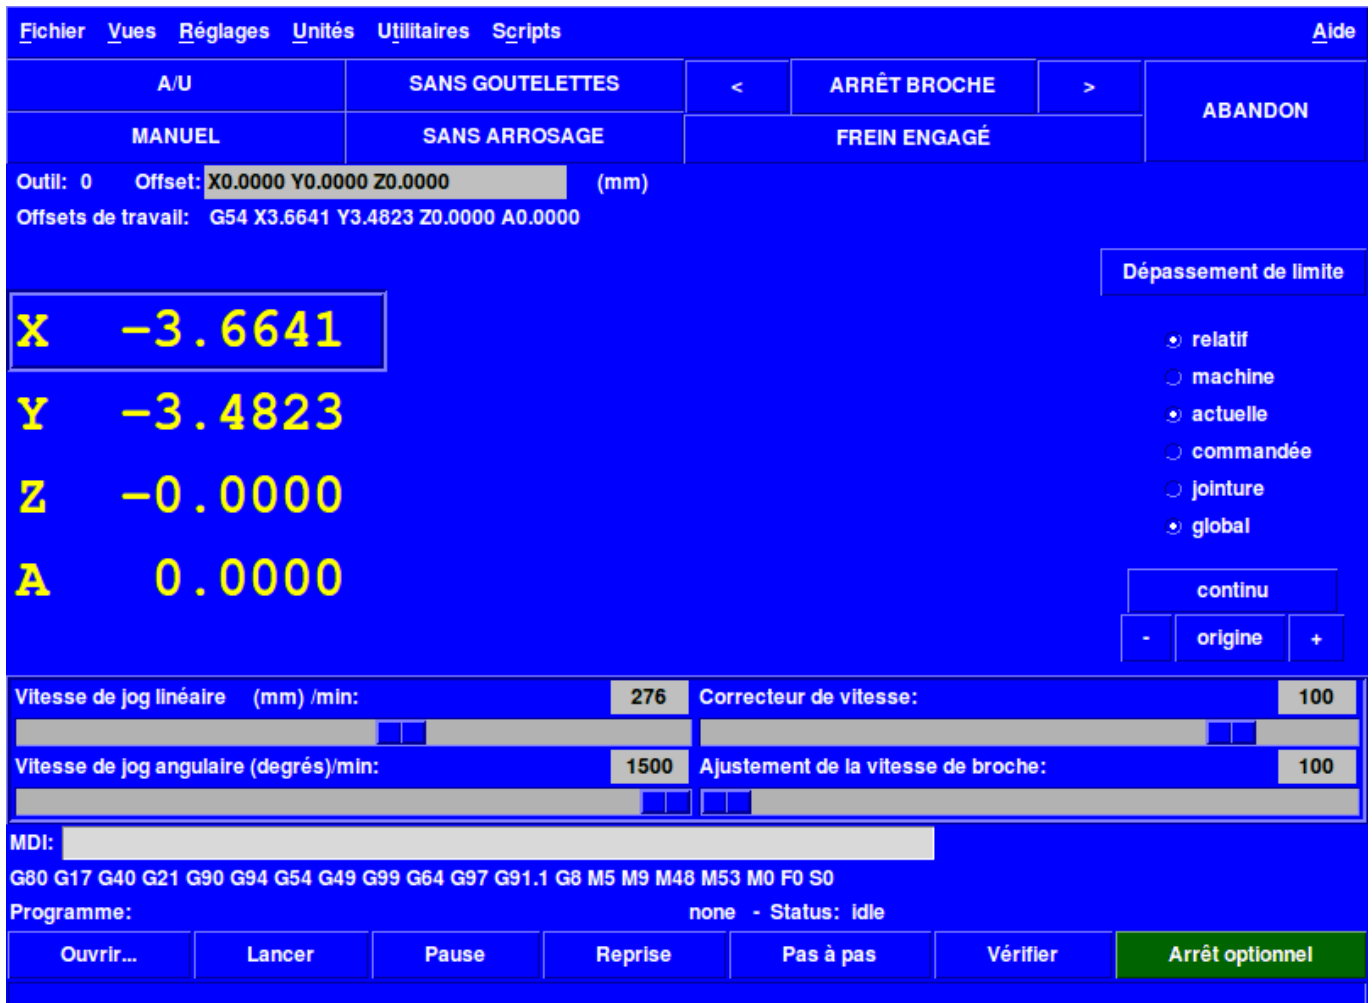 Fichier Vues Réglages Unités Utilitaires Scripts Aide
A/U SANS GOUTELETTES < ARRÊT BROCHE > ABANDON
MANUEL SANS ARROSAGE FREIN ENGAGÉ
Outil: 0 Offset: X0.0000 Y0.0000 Z0.0000 (mm)
Offsets de travail: G54 X3.6641 Y3.4823 Z0.0000 A0.0000
Dépassement de limite
X -3.6641
relatif
machine
Y -3.4823
actuelle
commandée
Z -0.0000
jointure
global
A 0.0000
continu
- origine +
Vitesse de jog linéaire (mm) /min: 276 Correcteur de vitesse: 100
Vitesse de jog angulaire (degrés)/min: 1500 Ajustement de la vitesse de broche: 100
MDI:
G80 G17 G40 G21 G90 G94 G54 G49 G99 G64 G97 G91.1 G8 M5 M9 M48 M53 M0 F0 S0
Programme: none - Status: idle
Ouvrir... Lancer Pause Reprise Pas à pas Vérifier Arrêt optionnel